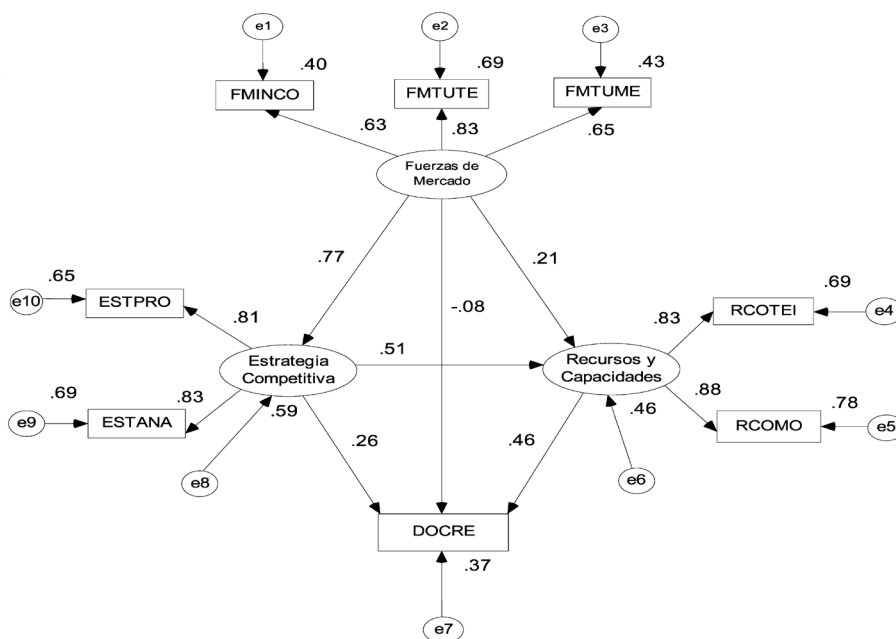 e1
e2
e3
.40
.69
.43
FMINCO
FMTUTE
FMTUME
.63
.83
.65
Fuerzas de
Mercado
.77
.21
-.08
.65
e10
ESTPRO
.81
.69
RCOTEI
e4
.83
Estrategia
Competitiva
.51
Recursos y
Capacidades
.69
e9
ESTANA
.83
.59
.46
.88
.78
RCOMO
e5
e8
.26
.46
e6
DOCRE
.37
e7